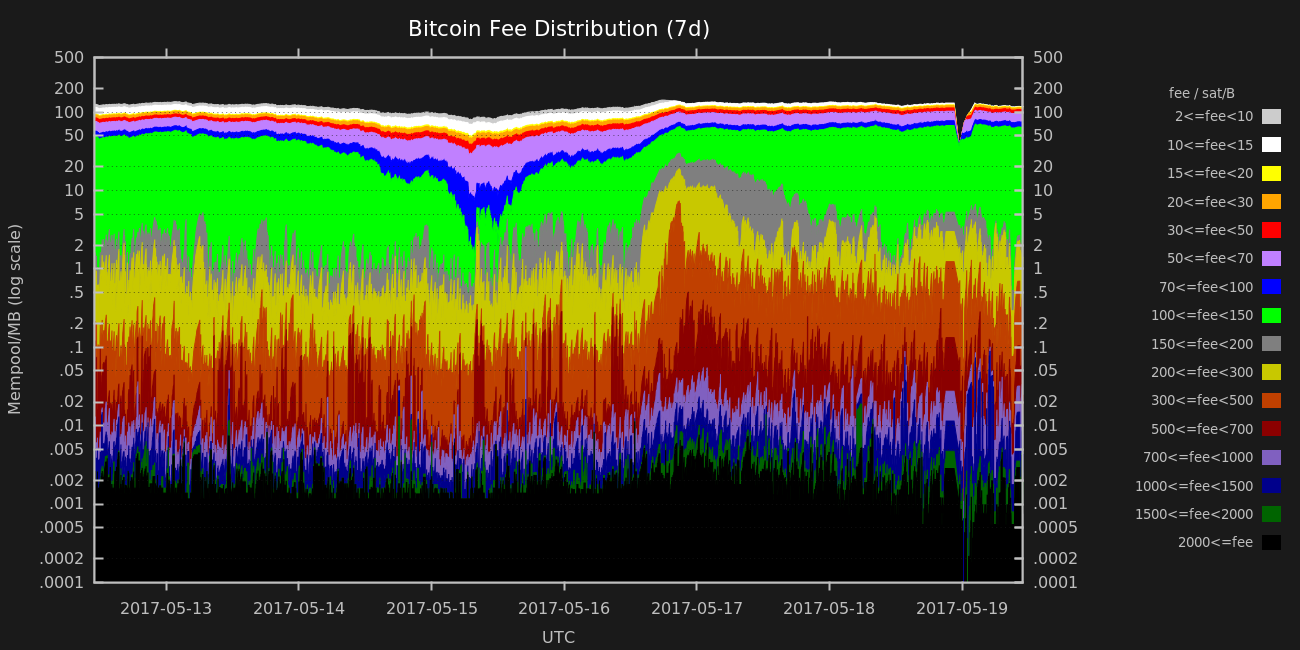 Bitcoin Fee Distribution (7d)
500
200
100
50
20
10
5
2
1
.5
.2
.1
.05
.02
.01
.005
.002
.001
.0005
.0002
.0001
Mempool/MB (log scale)
500
200
100
50
20
10
5
2
1
.5
.2
.1
.05
.02
.01
.005
.002
.001
.0005
.0002
.0001
2017-05-13 2017-05-14 2017-05-15 2017-05-16 2017-05-17 2017-05-18 2017-05-19
UTC
fee / sat/B
2<=fee<10
10<=fee<15
15<=fee<20
20<=fee<30
30<=fee<50
50<=fee<70
70<=fee<100
100<=fee<150
150<=fee<200
200<=fee<300
300<=fee<500
500<=fee<700
700<=fee<1000
1000<=fee<1500
1500<=fee<2000
2000<=fee